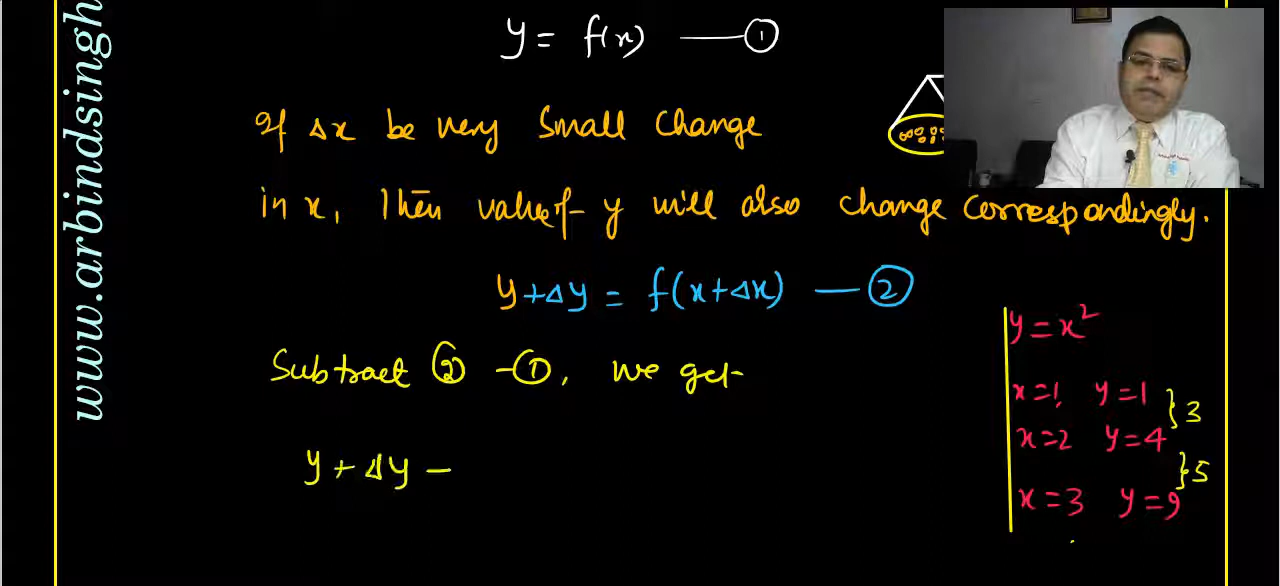 www.arbindsingh
y = f(x) —— ①
If Δx be very small change
in x, Then value of y will also change correspondingly.
y+Δy = f(x+Δx) — ②
Subtract ② - ①, we get
y + Δy –
y = x²
x=1, y=1 } 3
x=2 y=4
} 5
x=3 y=9